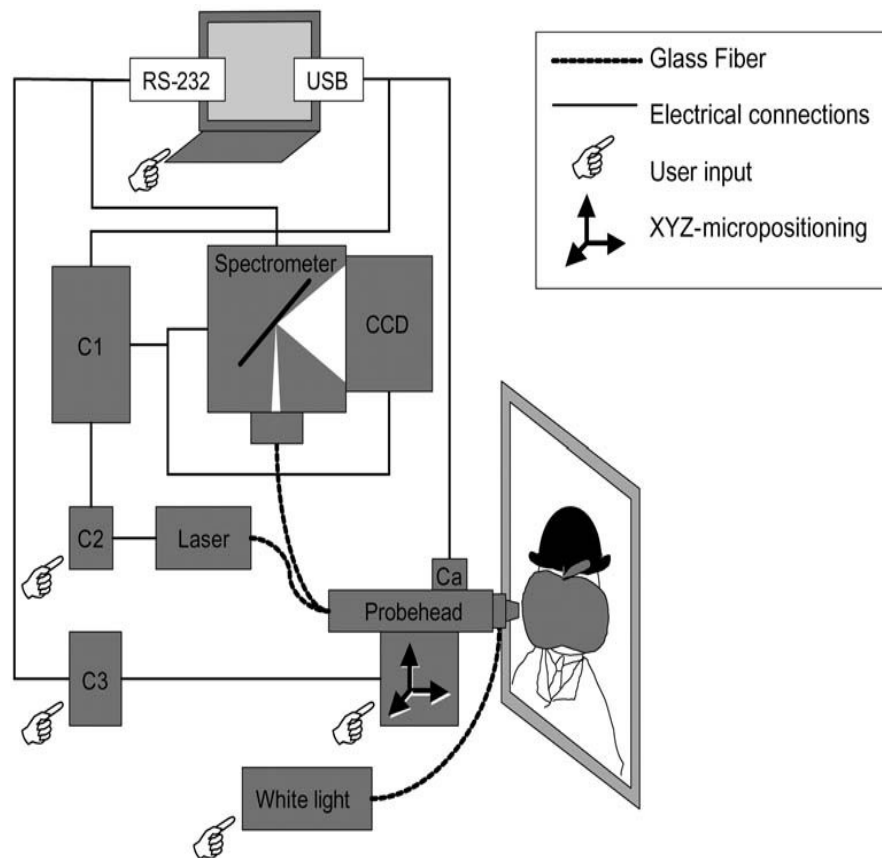 RS-232
USB
Glass Fiber
Electrical connections
User input
XYZ-micropositioning
Spectrometer
C1
CCD
C2
Laser
Ca
Probehead
C3
White light